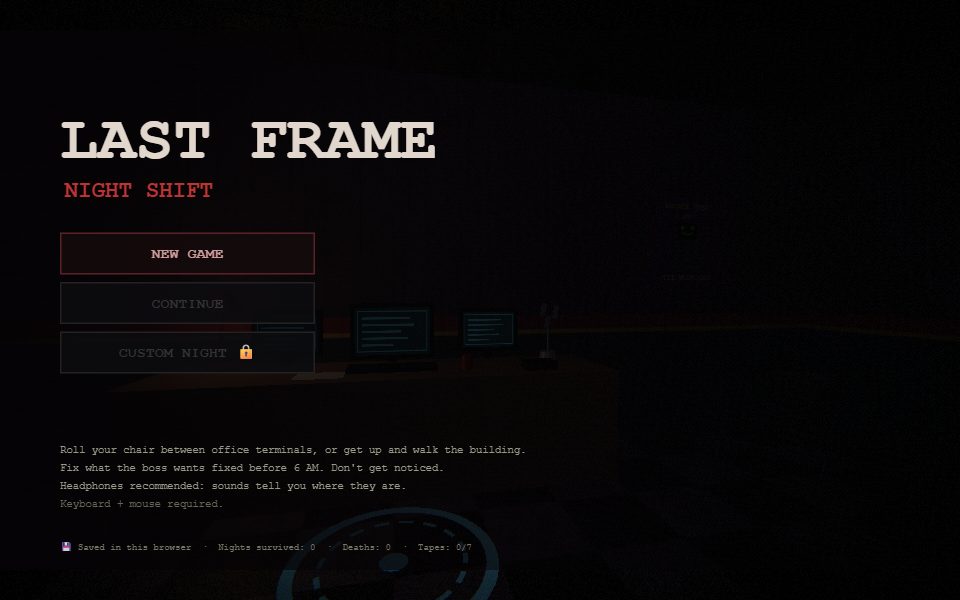 LAST FRAME
NIGHT SHIFT
NEW GAME
CONTINUE
CUSTOM NIGHT 🔒
Roll your chair between office terminals, or get up and walk the building.
Fix what the boss wants fixed before 6 AM. Don't get noticed.
Headphones recommended: sounds tell you where they are.
Keyboard + mouse required.
💾 Saved in this browser · Nights survived: 0 · Deaths: 0 · Tapes: 0/7